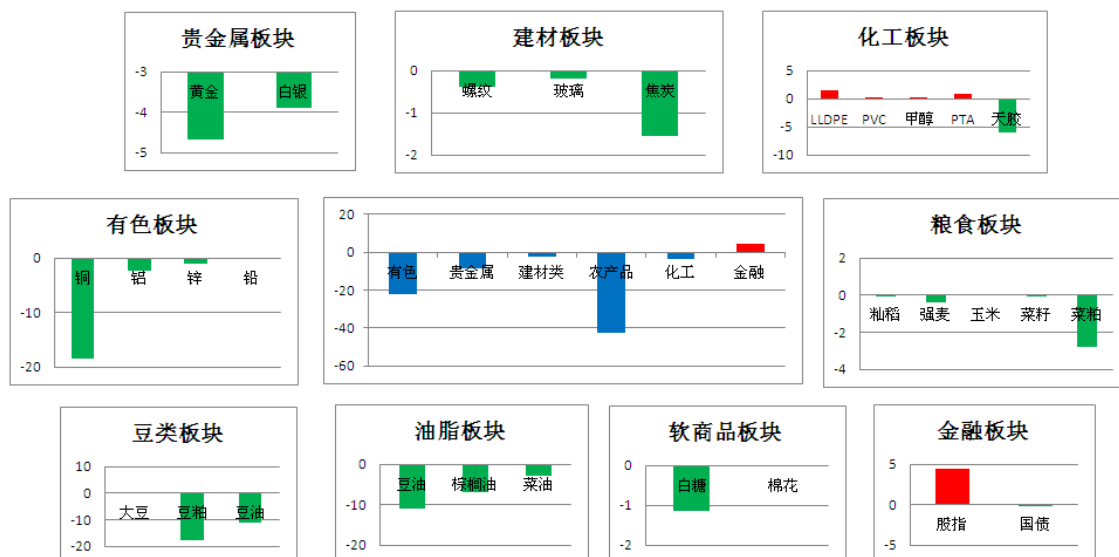 贵金属板块
-3
-4
-5
黄金
白银
建材板块
0
-1
-2
螺纹
玻璃
焦炭
化工板块
5
0
-5
-10
LLDPE
PVC
甲醇
PTA
天胶
有色板块
0
-10
-20
铜
铝
锌
铅
20
0
-20
-40
-60
有色
贵金属
建材类
农产品
化工
金融
粮食板块
2
0
-2
-4
籼稻
强麦
玉米
菜籽
菜粕
豆类板块
10
0
-10
-20
大豆
豆粕
豆油
油脂板块
0
-10
-20
豆油
棕榈油
菜油
软商品板块
0
-1
-2
白糖
棉花
金融板块
5
0
-5
股指
国债